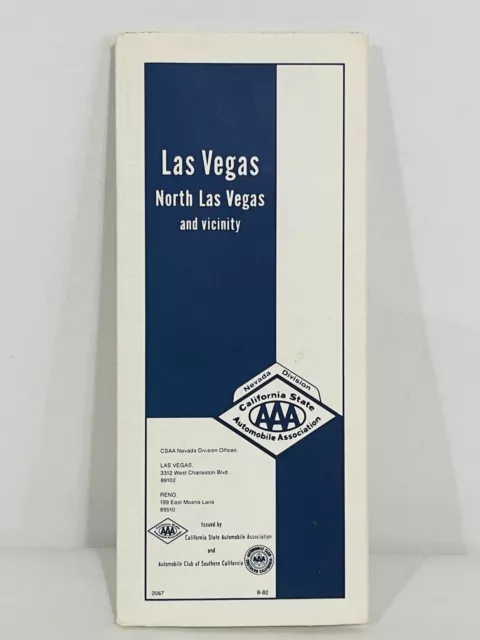 Las Vegas
North Las Vegas
and vicinity
Nevada Division
California State
AAA
Automobile Association
CSAA Nevada Division Offices
LAS VEGAS,
3312 West Charleston Blvd.
89102
RENO,
199 East Moana Lane
89510
AAA
Issued by
California State Automobile Association
and
Automobile Club of Southern California
2067
8-82